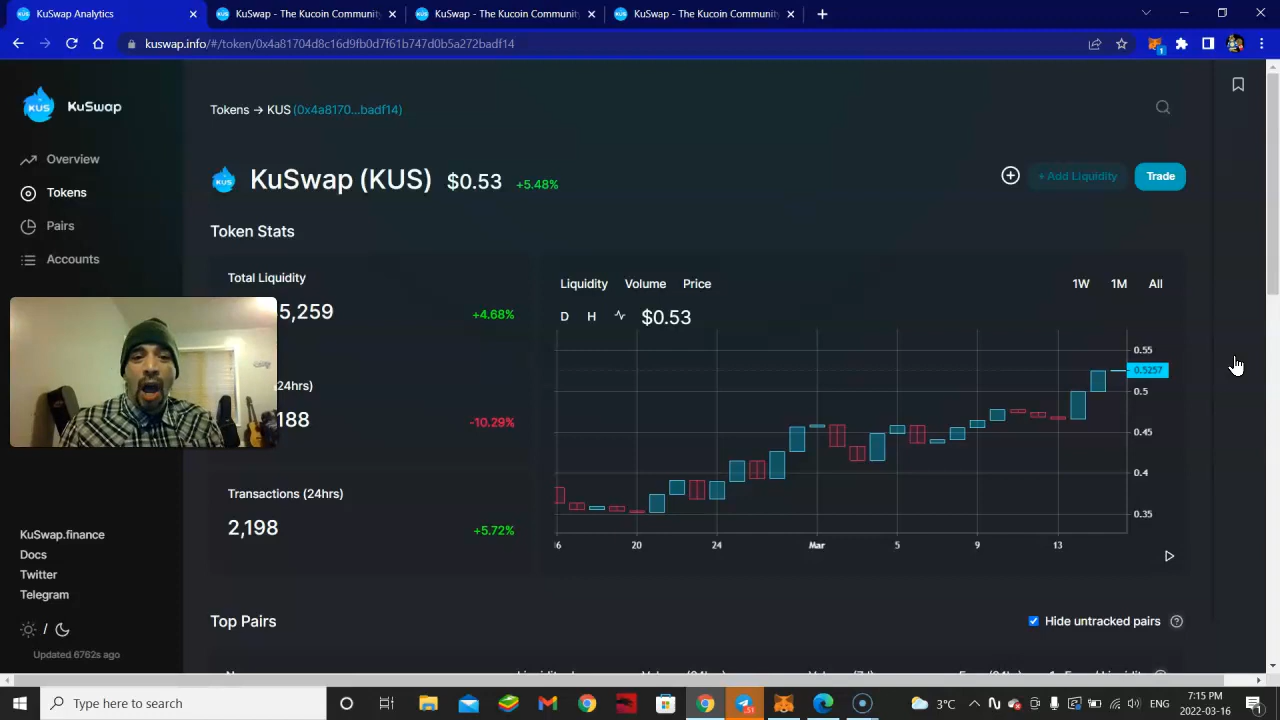 KuSwap Analytics
KuSwap - The Kucoin Community
KuSwap - The Kucoin Community
KuSwap - The Kucoin Community
kuswap.info/#/token/0x4a81704d8c16d9fb0d7f61b747d0b5a272badf14
KUS KuSwap
Tokens → KUS (0x4a8170...badf14)
Overview
Tokens
Pairs
Accounts
KUS KuSwap (KUS) $0.53 +5.48%
+ Add Liquidity
Trade
Token Stats
Total Liquidity
5,259 +4.68%
24hrs)
188 -10.29%
Transactions (24hrs)
2,198 +5.72%
Liquidity Volume Price
1W 1M All
D H $0.53
0.55
0.5257
0.5
0.45
0.4
0.35
20 24 Mar 5 9 13
KuSwap.finance
Docs
Twitter
Telegram
/
Updated 6762s ago
Top Pairs
Hide untracked pairs ?
Type here to search
3°C
ENG
7:15 PM
2022-03-16